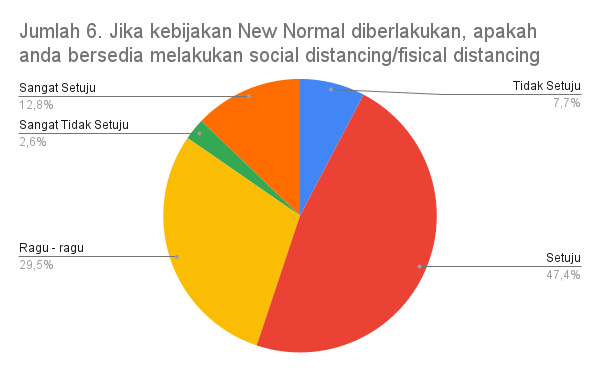 Jumlah 6. Jika kebijakan New Normal diberlakukan, apakah
anda bersedia melakukan social distancing/fisical distancing
Sangat Setuju
12,8%
Sangat Tidak Setuju
2,6%
Ragu - ragu
29,5%
Tidak Setuju
7,7%
Setuju
47,4%